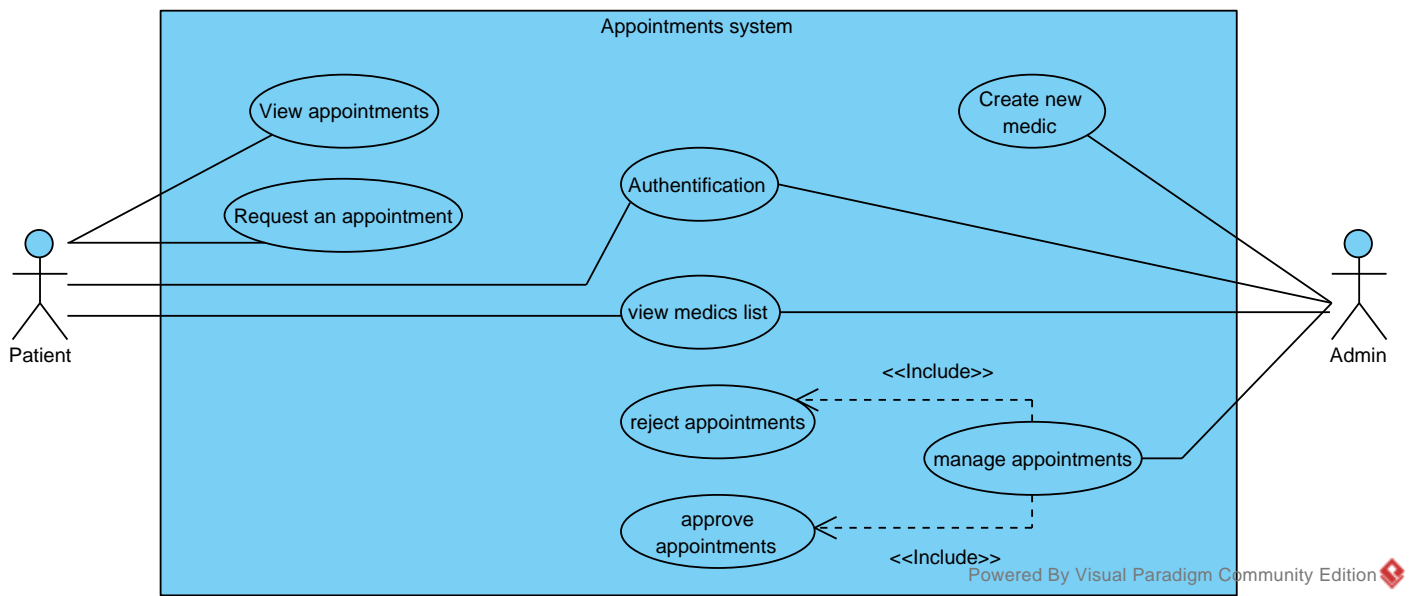 Appointments system
View appointments
Create new
medic
Authentification
Request an appointment
Patient
view medics list
Admin
<<Include>>
reject appointments
manage appointments
approve
appointments
<<Include>>
Powered By Visual Paradigm Community Edition